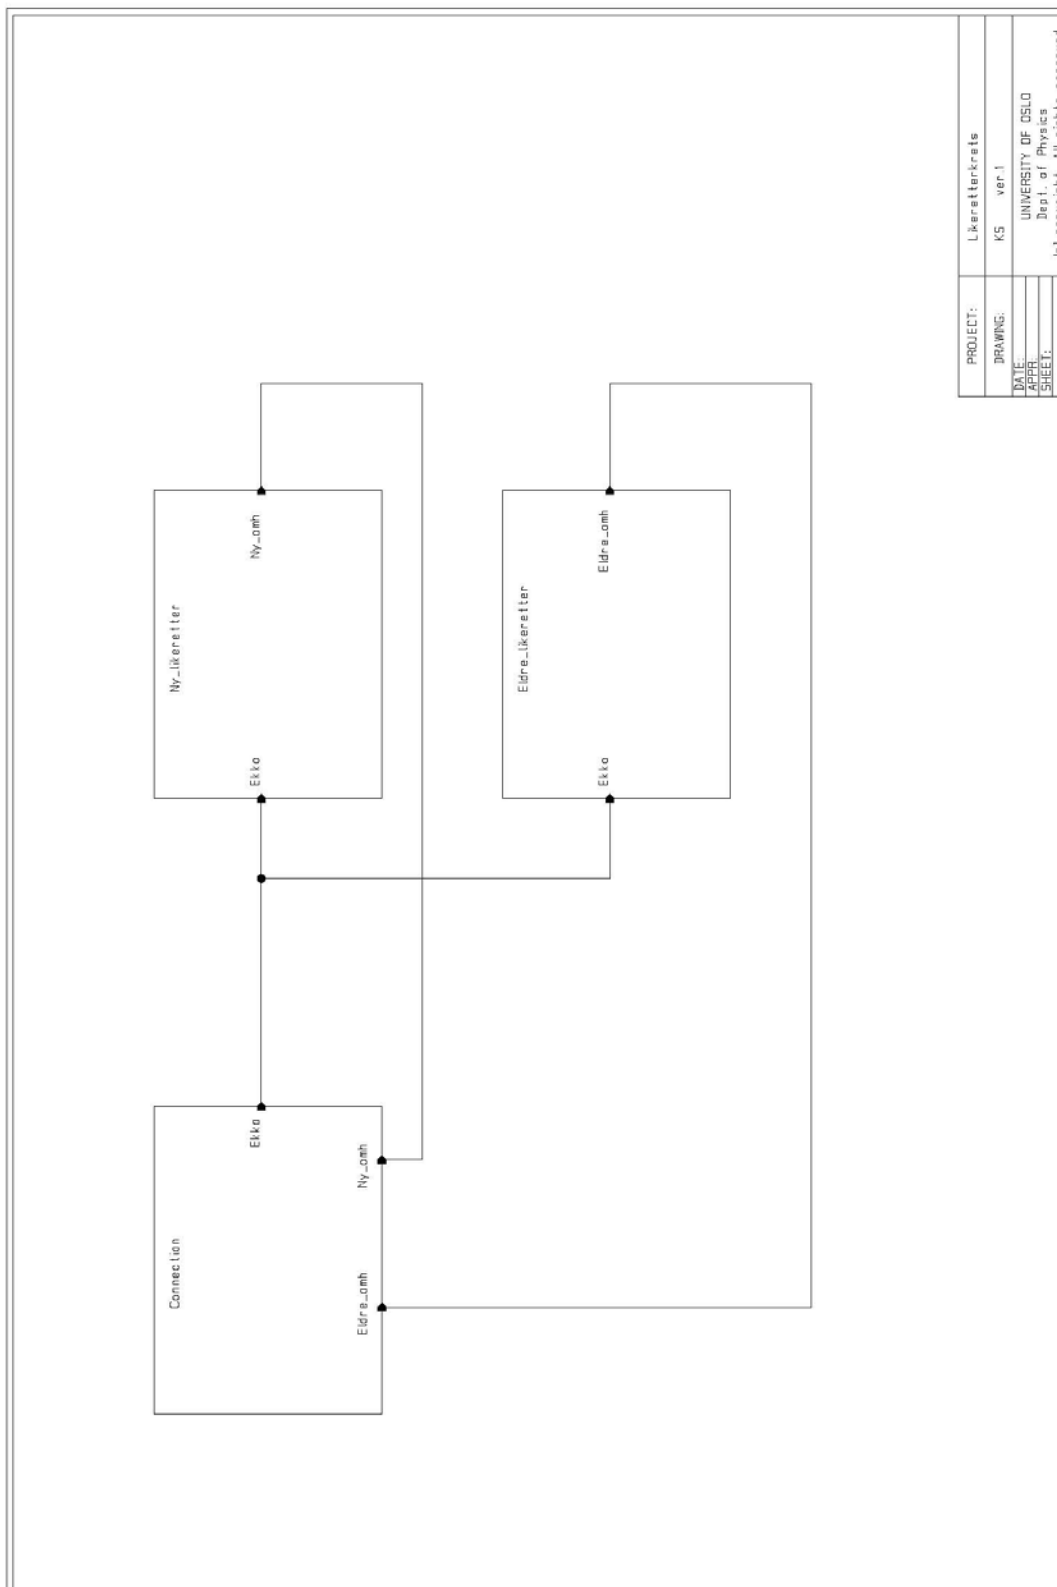 Connection
Ekko
Eldre_omh
Ny_omh
Ny_likeretter
Ekko
Ny_omh
Eldre_likeretter
Ekko
Eldre_omh
PROJECT: Likeretterkrets
DRAWING: KS ver.1
DATE:
APPR:
SHEET:
UNIVERSITY OF OSLO
Dept. of Physics